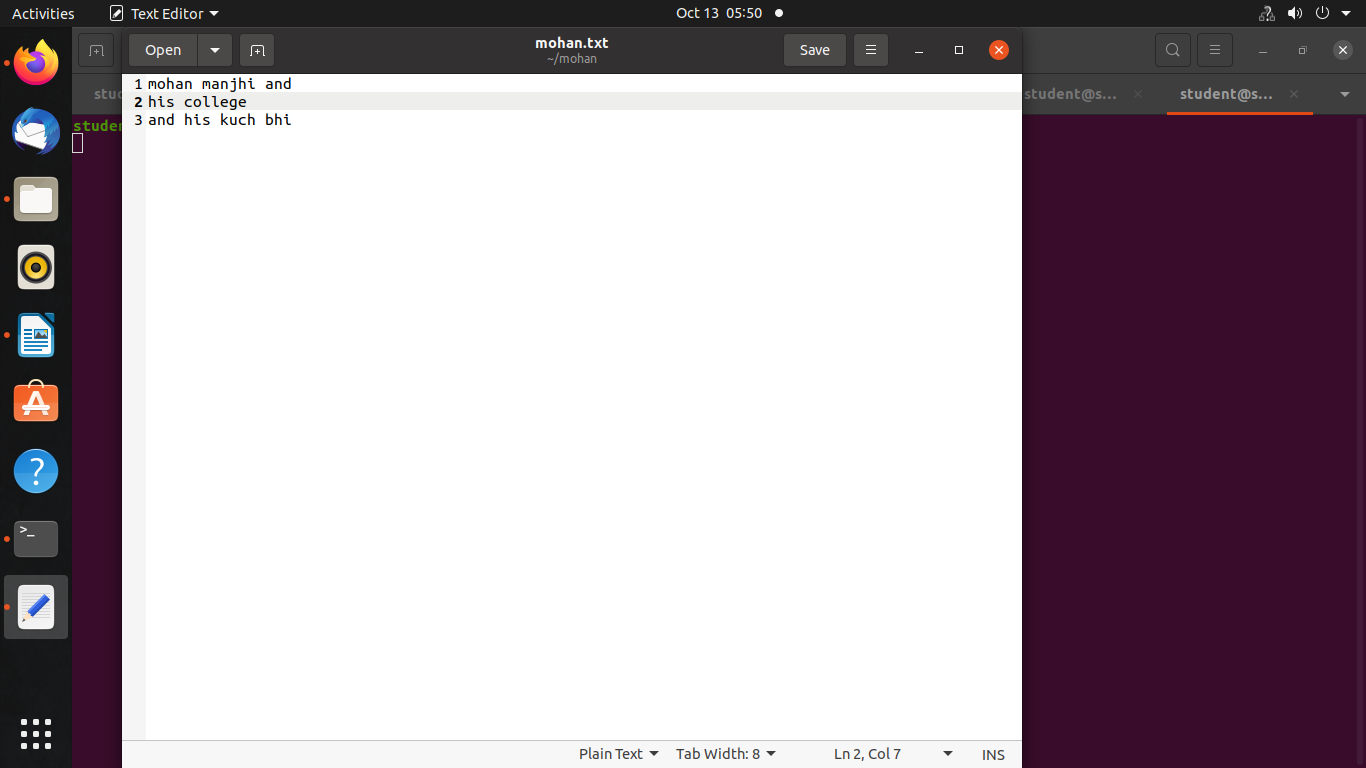 Activities Text Editor Oct 13 05:50
Open mohan.txt Save
~/mohan
student@s... student@s...
1 mohan manjhi and
2 his college
3 and his kuch bhi
>_
Plain Text Tab Width: 8 Ln 2, Col 7 INS